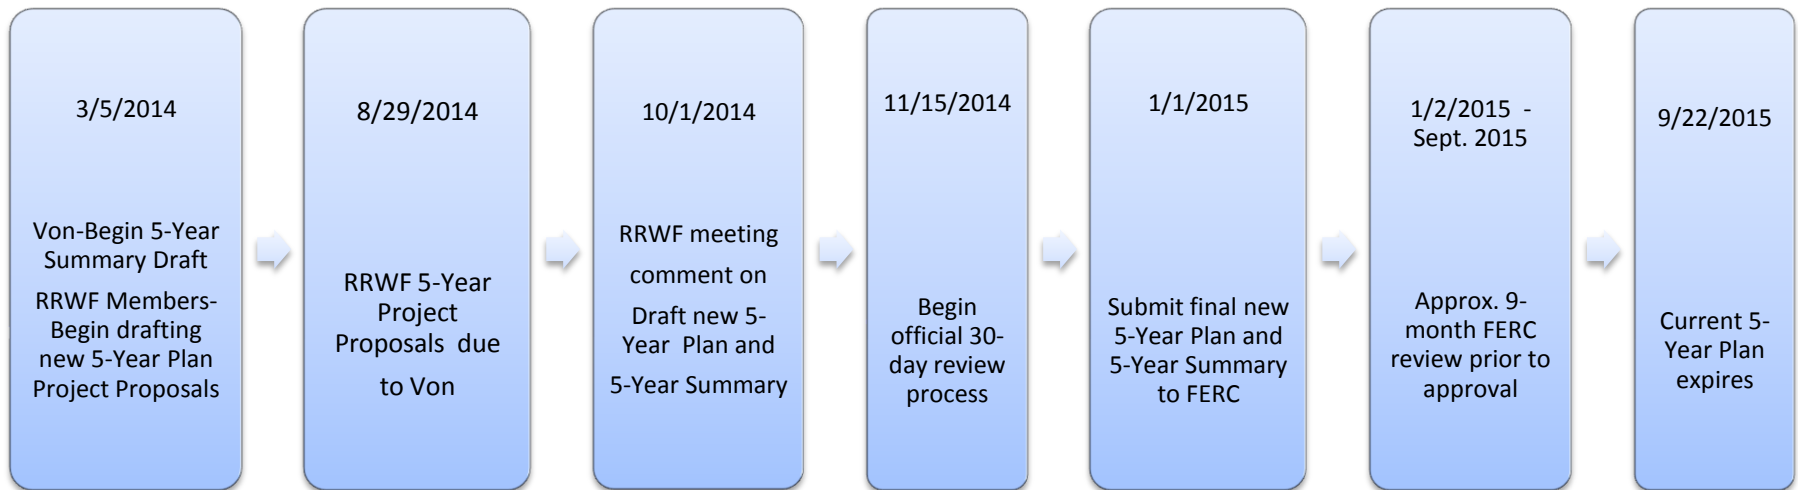 3/5/2014
Von-Begin 5-Year
Summary Draft
RRWF Members-
Begin drafting
new 5-Year Plan
Project Proposals
8/29/2014
RRWF 5-Year
Project
Proposals due
to Von
10/1/2014
RRWF meeting
comment on
Draft new 5-
Year Plan and
5-Year Summary
11/15/2014
Begin
official 30-
day review
process
1/1/2015
Submit final new
5-Year Plan and
5-Year Summary
to FERC
1/2/2015 -
Sept. 2015
Approx. 9-
month FERC
review prior to
approval
9/22/2015
Current 5-
Year Plan
expires